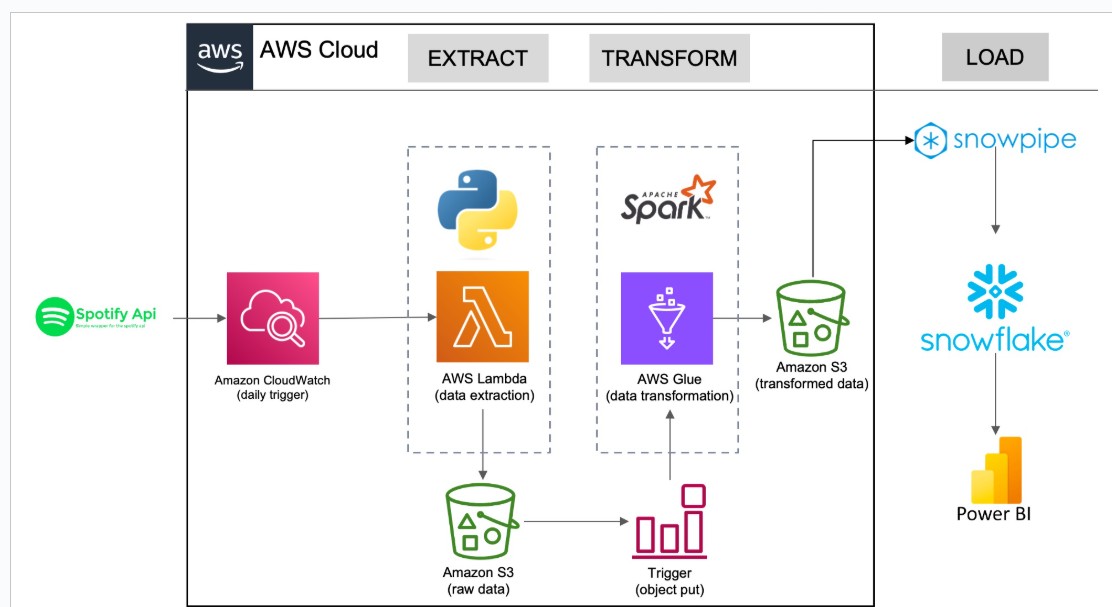 aws
AWS Cloud
EXTRACT
TRANSFORM
LOAD
snowpipe
APACHE
Spark
Spotify Api
Amazon CloudWatch
(daily trigger)
AWS Lambda
(data extraction)
AWS Glue
(data transformation)
Amazon S3
(transformed data)
snowflake®
Amazon S3
(raw data)
Trigger
(object put)
Power BI